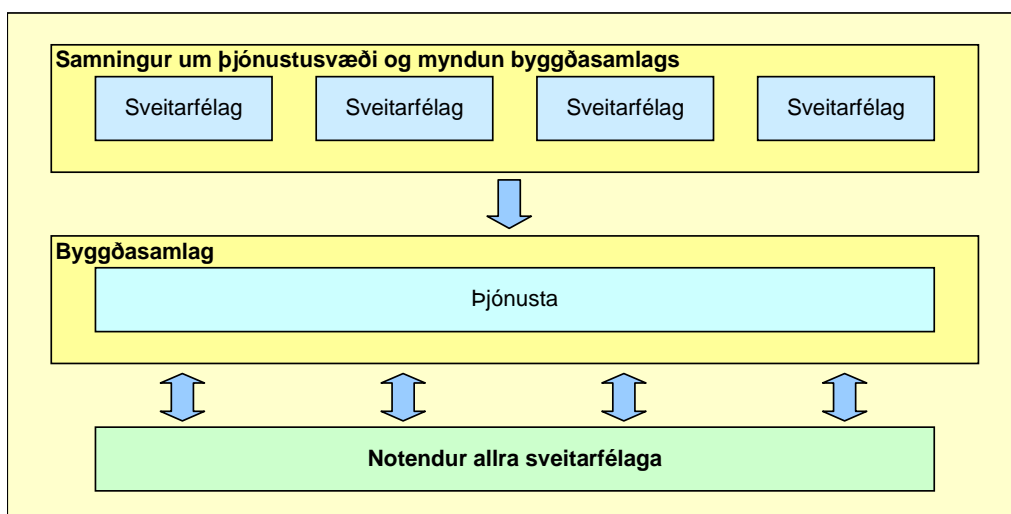 Samningur um þjónustusvæði og myndun byggðasamlags
Sveitarfélag
Sveitarfélag
Sveitarfélag
Sveitarfélag
Byggðasamlag
Þjónusta
Notendur allra sveitarfélaga